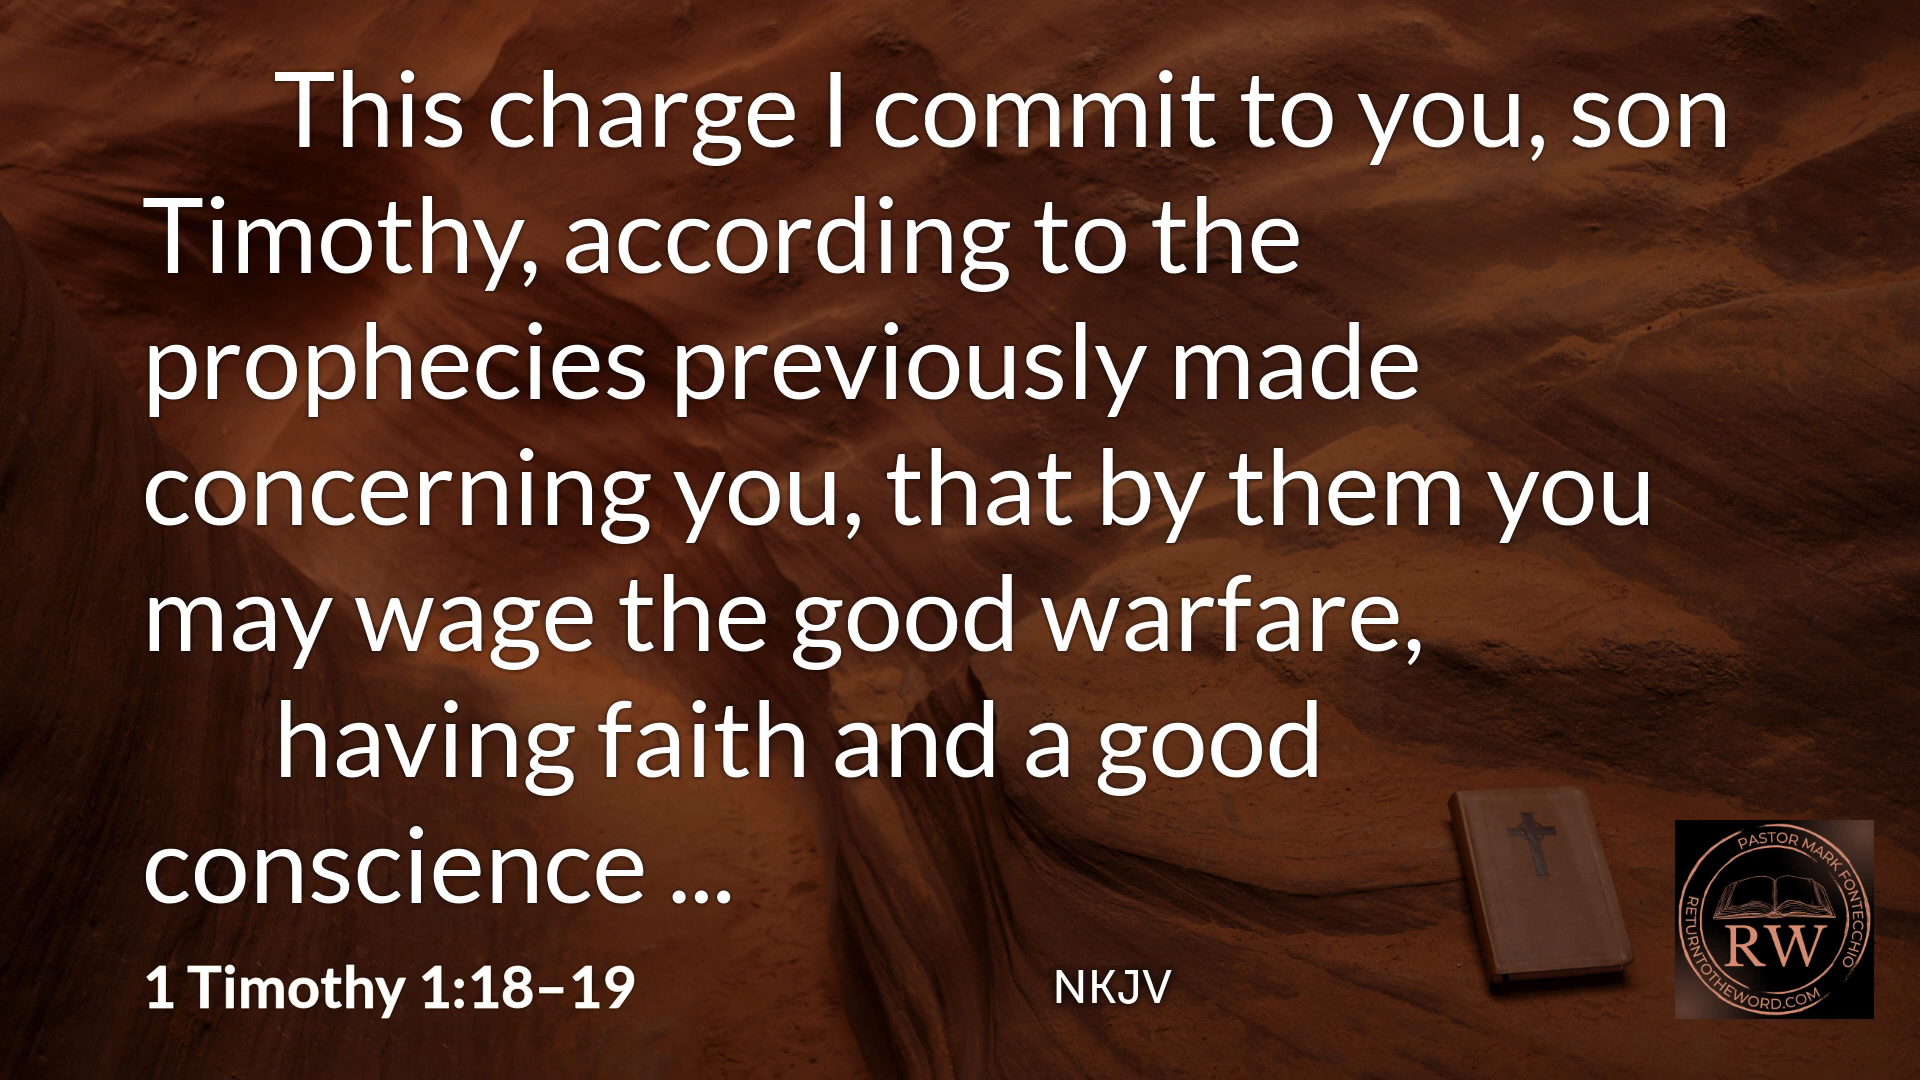 This charge I commit to you, son
Timothy, according to the
prophecies previously made
concerning you, that by them you
may wage the good warfare,
having faith and a good
conscience ...
1 Timothy 1:18–19
NKJV
PASTOR MARK FONTECCHIO
RW
RETURNTOTHEWORD.COM